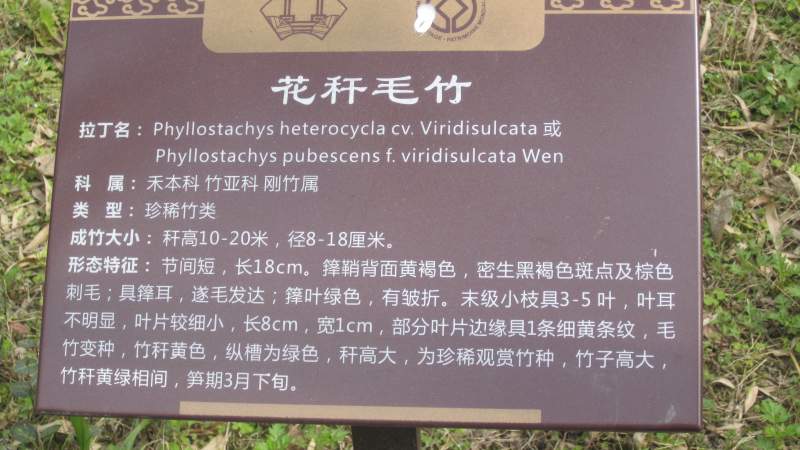 花秆毛竹
拉丁名：Phyllostachys heterocycla cv. Viridisulcata 或
Phyllostachys pubescens f. viridisulcata Wen
科 属：禾本科 竹亚科 刚竹属
类 型：珍稀竹类
成竹大小：秆高10-20米，径8-18厘米。
形态特征：节间短，长18cm。箨鞘背面黄褐色，密生黑褐色斑点及棕色
刺毛；具箨耳，遂毛发达；箨叶绿色，有皱折。末级小枝具3-5 叶，叶耳
不明显，叶片较细小，长8cm，宽1cm，部分叶片边缘具1条细黄条纹，毛
竹变种，竹秆黄色，纵槽为绿色，秆高大，为珍稀观赏竹种，竹子高大，
竹秆黄绿相间，笋期3月下旬。